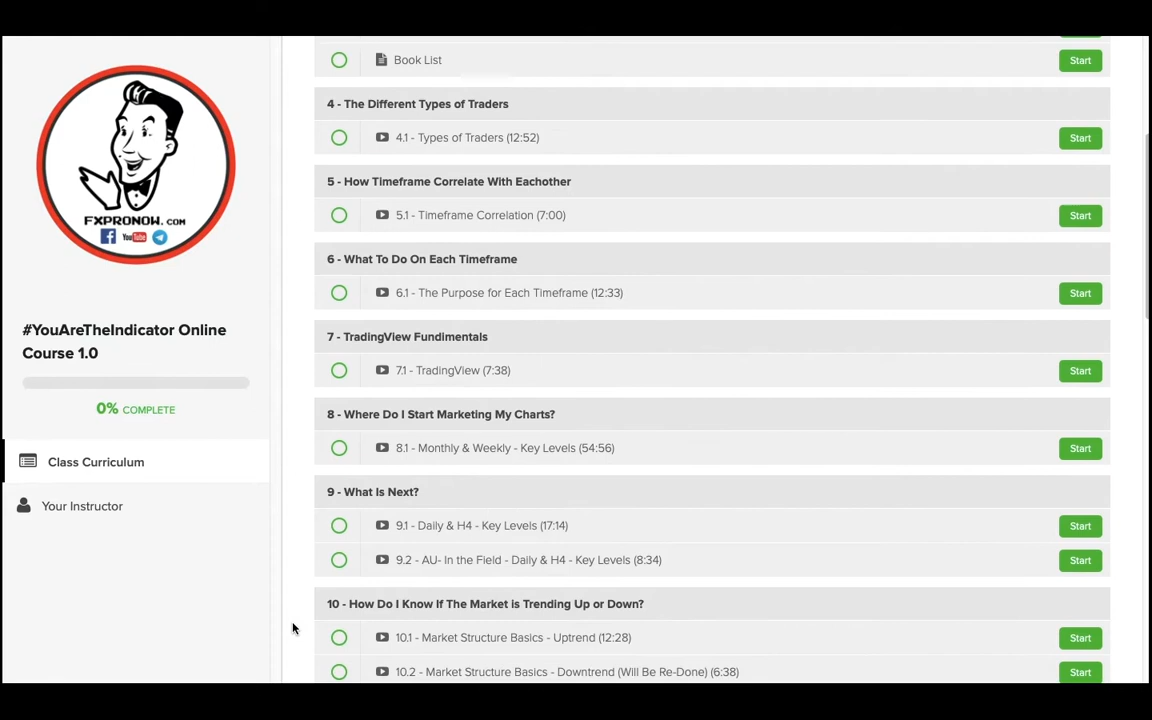 FXPRONOW.COM
YouTube
#YouAreTheIndicator Online
Course 1.0
0% COMPLETE
Class Curriculum
Your Instructor
Book List
Start
4 - The Different Types of Traders
4.1 - Types of Traders (12:52)
Start
5 - How Timeframe Correlate With Eachother
5.1 - Timeframe Correlation (7:00)
Start
6 - What To Do On Each Timeframe
6.1 - The Purpose for Each Timeframe (12:33)
Start
7 - TradingView Fundimentals
7.1 - TradingView (7:38)
Start
8 - Where Do I Start Marketing My Charts?
8.1 - Monthly & Weekly - Key Levels (54:56)
Start
9 - What Is Next?
9.1 - Daily & H4 - Key Levels (17:14)
Start
9.2 - AU- In the Field - Daily & H4 - Key Levels (8:34)
Start
10 - How Do I Know If The Market is Trending Up or Down?
10.1 - Market Structure Basics - Uptrend (12:28)
Start
10.2 - Market Structure Basics - Downtrend (Will Be Re-Done) (6:38)
Start